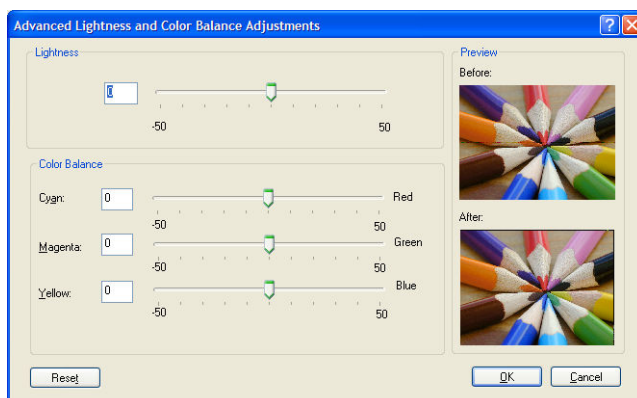 Advanced Lightness and Color Balance Adjustments
Lightness
0
-50 50
Color Balance
Cyan: 0 Red
-50 50
Magenta: 0 Green
-50 50
Yellow: 0 Blue
-50 50
Preview
Before:
After:
Reset
OK
Cancel